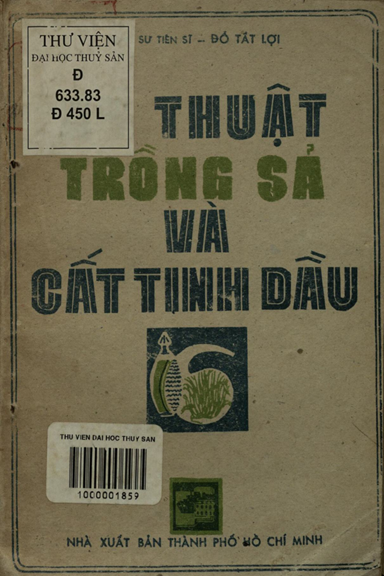 THƯ VIỆN
ĐẠI HỌC THUỶ SẢN
Đ
633.83
Đ 450 L
SƯ TIẾN SĨ - ĐỖ TẤT LỢI
THUẬT
TRỒNG SẢ
VÀ
CẤT TINH DẦU
THU VIEN DAI HOC THUY SAN
1000001859
NHÀ XUẤT BẢN THÀNH PHỐ HỒ CHÍ MINH